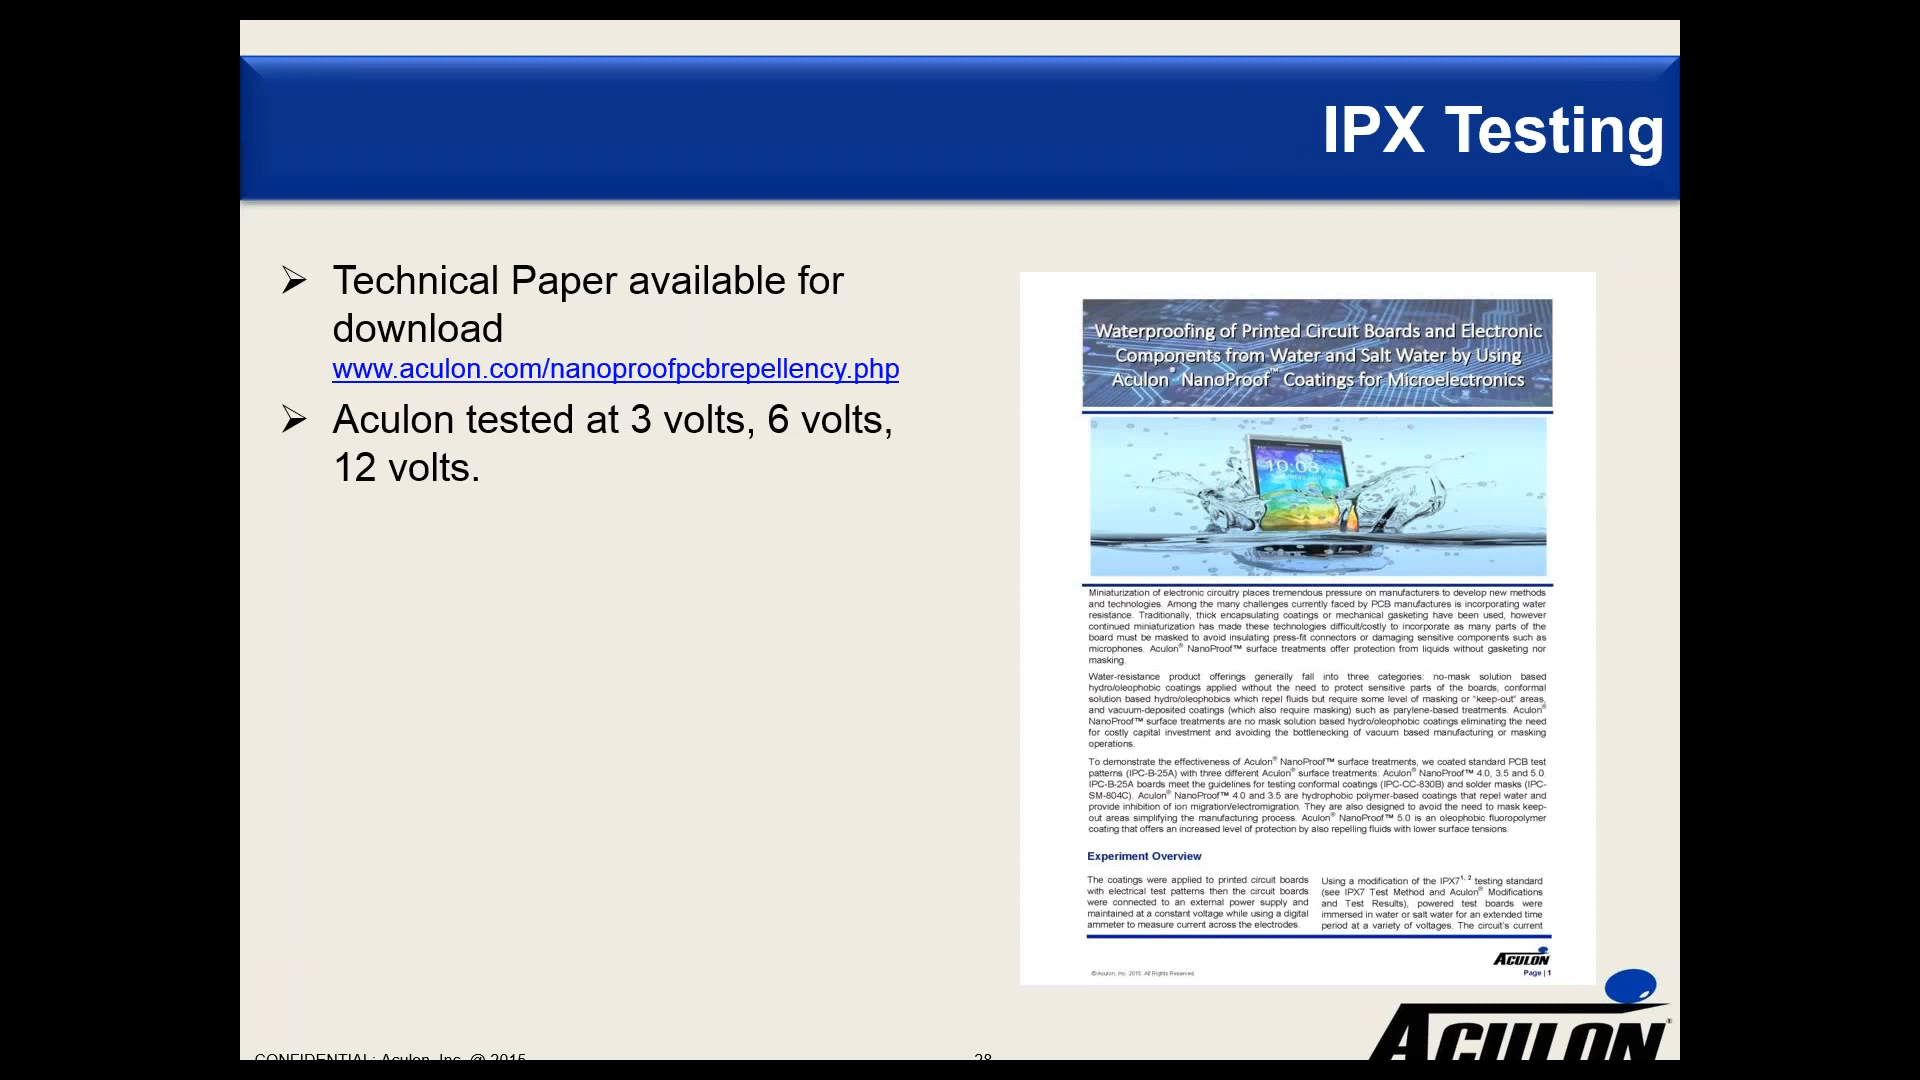 IPX Testing
Technical Paper available for
download
www.aculon.com/nanoproofpcbrepellency.php
Aculon tested at 3 volts, 6 volts,
12 volts.
Waterproofing of Printed Circuit Boards and Electronic
Components from Water and Salt Water by Using
Aculon® NanoProof™ Coatings for Microelectronics
10:08
Miniaturization of electronic circuitry places tremendous pressure on manufacturers to develop new methods
and technologies. Among the many challenges currently faced by PCB manufactures is incorporating water
resistance. Traditionally, thick encapsulating coatings or mechanical gasketing have been used, however
continued miniaturization has made these technologies difficult/costly to incorporate as many parts of the
board must be masked to avoid insulating press-fit connectors or damaging sensitive components such as
microphones. Aculon® NanoProof™ surface treatments offer protection from liquids without gasketing nor
masking.
Water-resistance product offerings generally fall into three categories: no-mask solution based
hydro/oleophobic coatings applied without the need to protect sensitive parts of the boards, conformal
solution based hydro/oleophobics which repel fluids but require some level of masking or "keep-out" areas,
and vacuum-deposited coatings (which also require masking) such as parylene-based treatments. Aculon®
NanoProof™ surface treatments are no mask solution based hydro/oleophobic coatings eliminating the need
for costly capital investment and avoiding the bottlenecking of vacuum based manufacturing or masking
operations.
To demonstrate the effectiveness of Aculon® NanoProof™ surface treatments, we coated standard PCB test
patterns (IPC-B-25A) with three different Aculon® surface treatments: Aculon® NanoProof™ 4.0, 3.5 and 5.0.
IPC-B-25A boards meet the guidelines for testing conformal coatings (IPC-CC-830B) and solder masks (IPC-
SM-804C). Aculon® NanoProof™ 4.0 and 3.5 are hydrophobic polymer-based coatings that repel water and
provide inhibition of ion migration/electromigration. They are also designed to avoid the need to mask keep-
out areas simplifying the manufacturing process. Aculon® NanoProof™ 5.0 is an oleophobic fluoropolymer
coating that offers an increased level of protection by also repelling fluids with lower surface tensions.
Experiment Overview
The coatings were applied to printed circuit boards
with electrical test patterns then the circuit boards
were connected to an external power supply and
maintained at a constant voltage while using a digital
ammeter to measure current across the electrodes.
Using a modification of the IPX7¹, ² testing standard
(see IPX7 Test Method and Aculon® Modifications
and Test Results), powered test boards were
immersed in water or salt water for an extended time
period at a variety of voltages. The circuit's current
ACULON
© Aculon, Inc. 2015. All Rights Reserved.
Page | 1
CONFIDENTIAL: Aculon, Inc. @ 2015
28
ACULON®